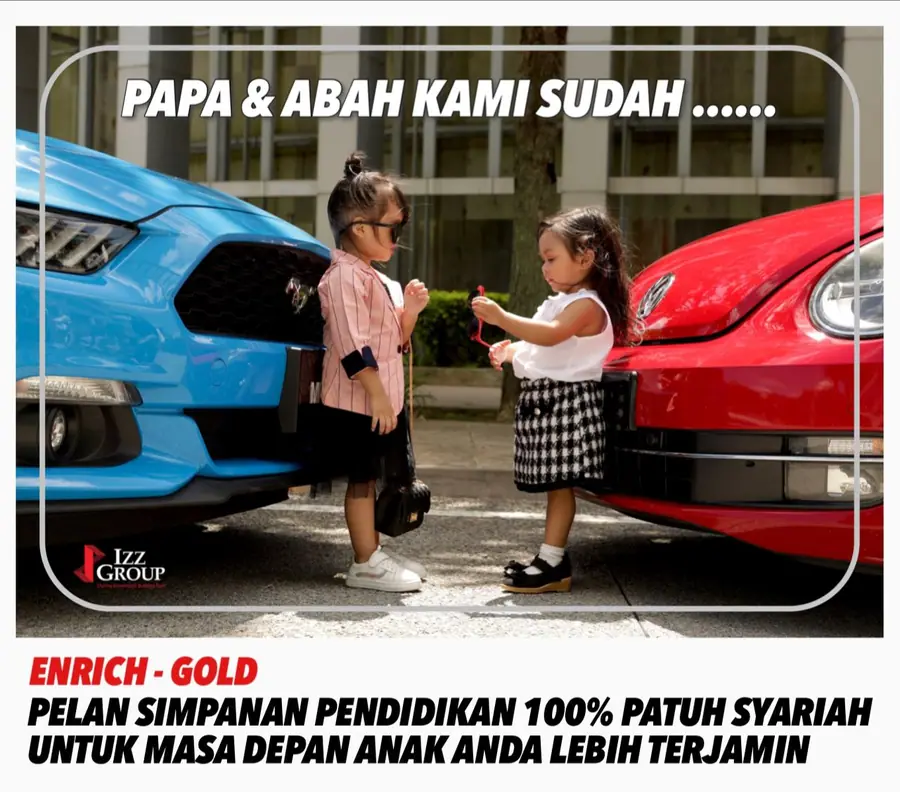 PAPA & ABAH KAMI SUDAH ......
IZZ
GROUP
ENRICH - GOLD
PELAN SIMPANAN PENDIDIKAN 100% PATUH SYARIAH
UNTUK MASA DEPAN ANAK ANDA LEBIH TERJAMIN